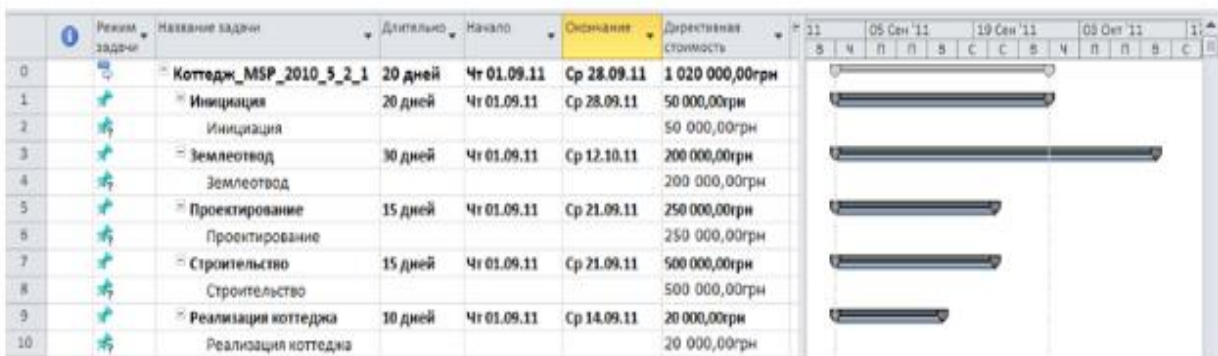 Режим задачи Название задачи Длительно Начало Окончание Директивная стоимость 11 05 Сен '11 19 Сен '11 03 Окт '11
В Ч П П В С С В Ч П П В С
0 Коттедж_MSP_2010_5_2_1 20 дней Чт 01.09.11 Ср 28.09.11 1 020 000,00грн
1 Инициация 20 дней Чт 01.09.11 Ср 28.09.11 50 000,00грн
2 Инициация 50 000,00грн
3 Землеотвод 30 дней Чт 01.09.11 Ср 12.10.11 200 000,00грн
4 Землеотвод 200 000,00грн
5 Проектирование 15 дней Чт 01.09.11 Ср 21.09.11 250 000,00грн
6 Проектирование 250 000,00грн
7 Строительство 15 дней Чт 01.09.11 Ср 21.09.11 500 000,00грн
8 Строительство 500 000,00грн
9 Реализация коттеджа 10 дней Чт 01.09.11 Ср 14.09.11 20 000,00грн
10 Реализация коттеджа 20 000,00грн